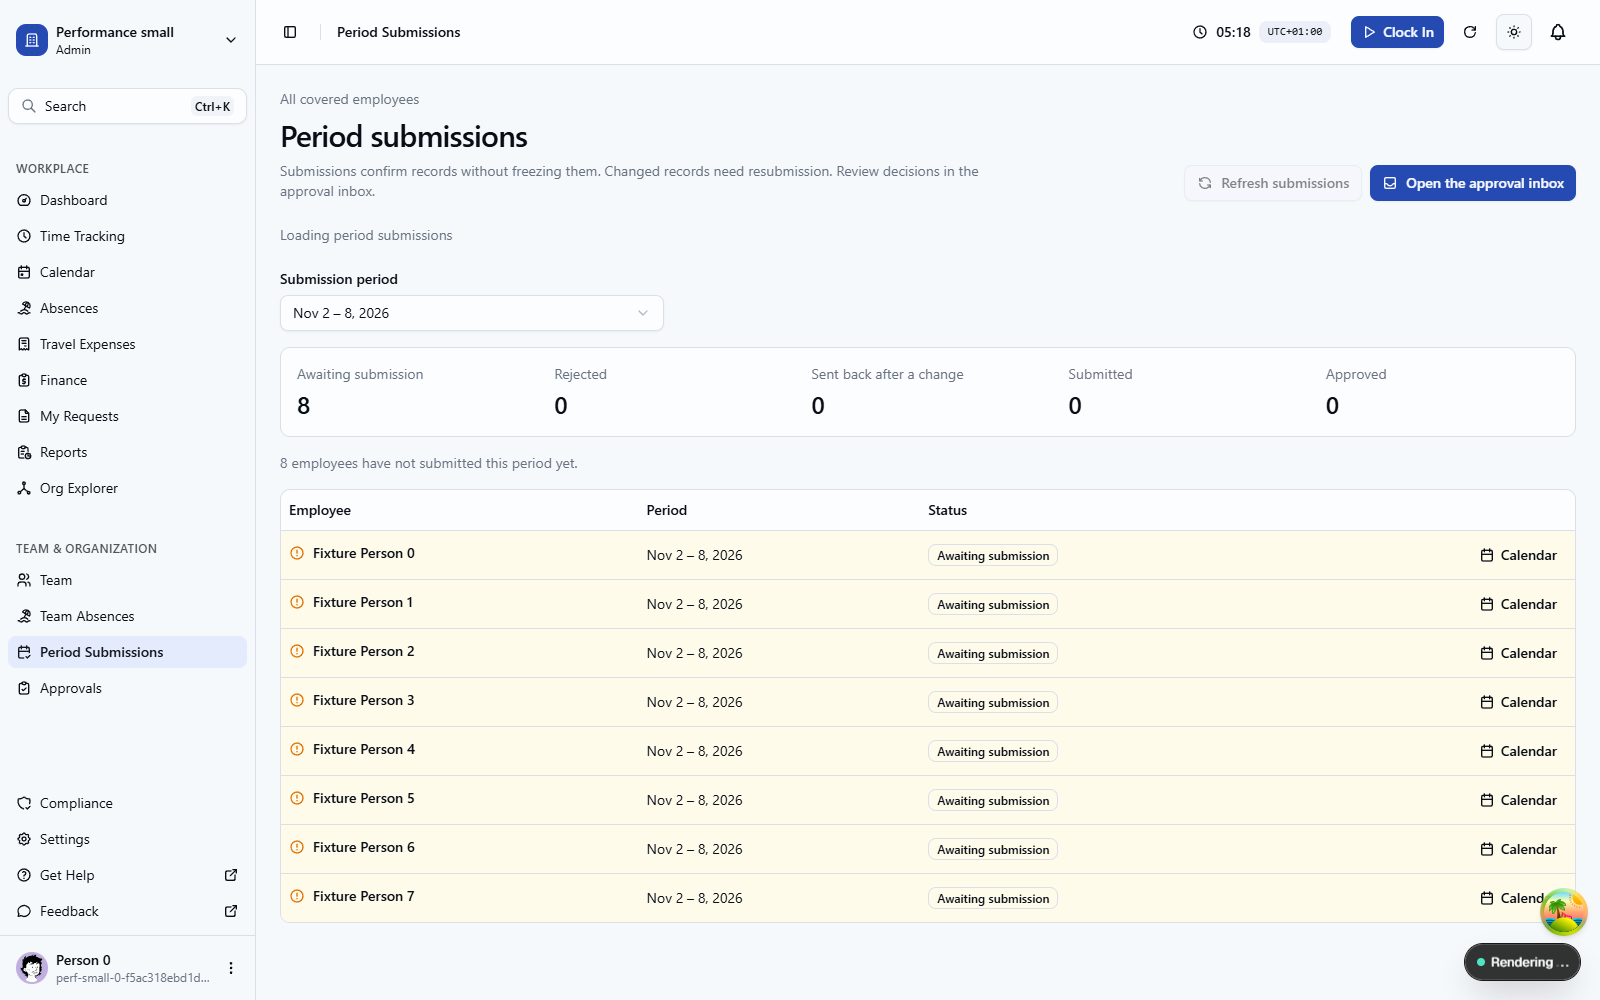 Performance small
Admin
Search
Ctrl+K
WORKPLACE
Dashboard
Time Tracking
Calendar
Absences
Travel Expenses
Finance
My Requests
Reports
Org Explorer
TEAM & ORGANIZATION
Team
Team Absences
Period Submissions
Approvals
Compliance
Settings
Get Help
Feedback
Person 0
perf-small-0-f5ac318ebd1d...
Period Submissions
05:18
UTC+01:00
Clock In
All covered employees
Period submissions
Submissions confirm records without freezing them. Changed records need resubmission. Review decisions in the
approval inbox.
Refresh submissions
Open the approval inbox
Loading period submissions
Submission period
Nov 2 – 8, 2026
Awaiting submission
8
Rejected
0
Sent back after a change
0
Submitted
0
Approved
0
8 employees have not submitted this period yet.
Employee Period Status
Fixture Person 0 Nov 2 – 8, 2026 Awaiting submission Calendar
Fixture Person 1 Nov 2 – 8, 2026 Awaiting submission Calendar
Fixture Person 2 Nov 2 – 8, 2026 Awaiting submission Calendar
Fixture Person 3 Nov 2 – 8, 2026 Awaiting submission Calendar
Fixture Person 4 Nov 2 – 8, 2026 Awaiting submission Calendar
Fixture Person 5 Nov 2 – 8, 2026 Awaiting submission Calendar
Fixture Person 6 Nov 2 – 8, 2026 Awaiting submission Calendar
Fixture Person 7 Nov 2 – 8, 2026 Awaiting submission Calend
Rendering ...